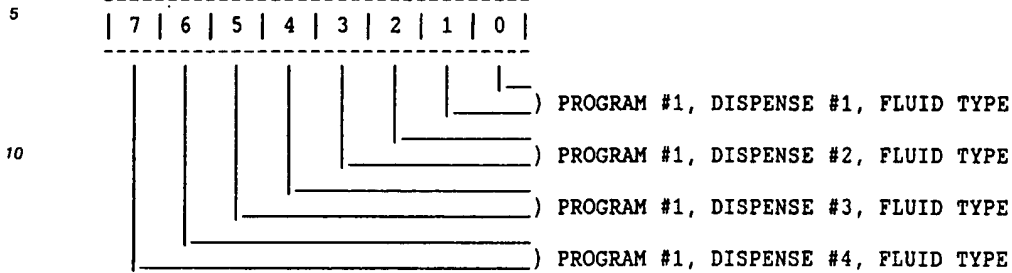 5
| 7 | 6 | 5 | 4 | 3 | 2 | 1 | 0 |
) PROGRAM #1, DISPENSE #1, FLUID TYPE
10
) PROGRAM #1, DISPENSE #2, FLUID TYPE
) PROGRAM #1, DISPENSE #3, FLUID TYPE
) PROGRAM #1, DISPENSE #4, FLUID TYPE